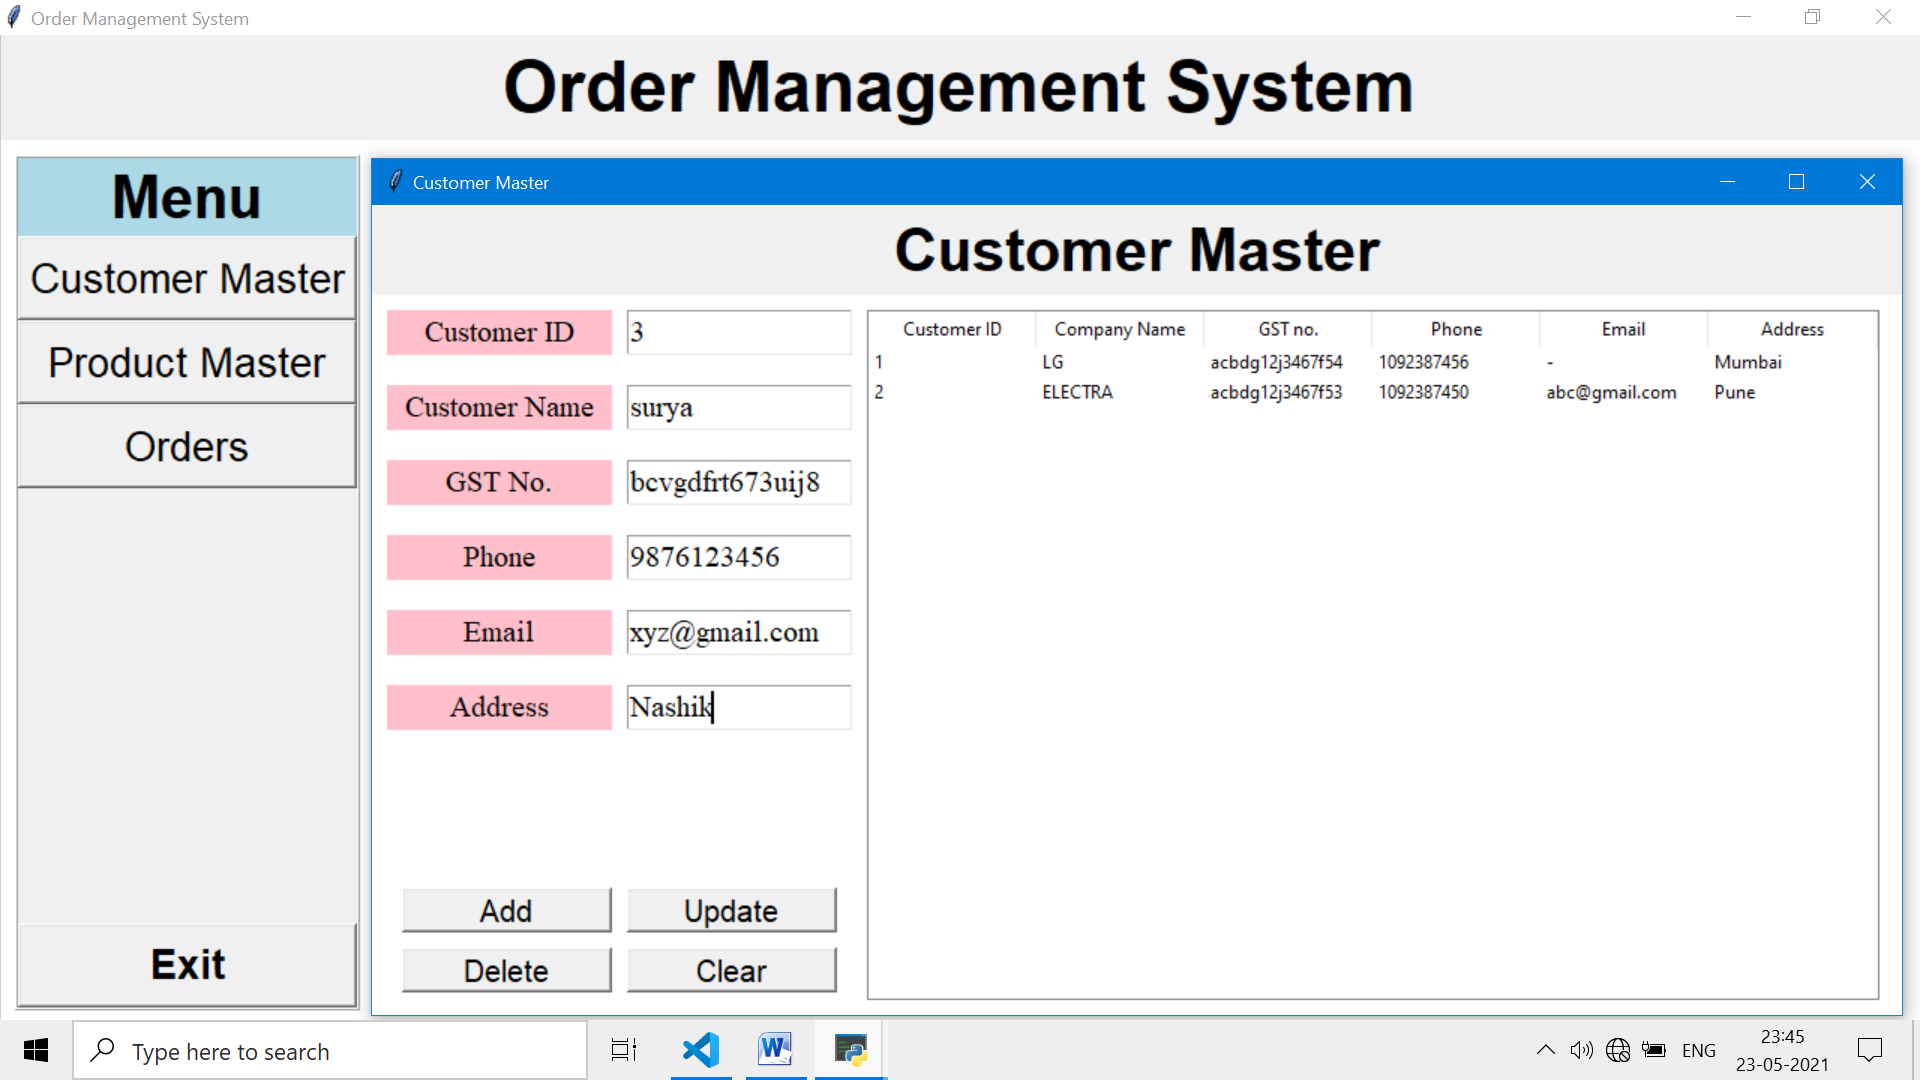 Order Management System
Order Management System
Menu
Customer Master
Product Master
Orders
Exit
Customer Master
Customer Master
Customer ID 3
Customer Name surya
GST No. bcvgdfrt673uij8
Phone 9876123456
Email xyz@gmail.com
Address Nashik
Add Update
Delete Clear
Customer ID Company Name GST no. Phone Email Address
1 LG acbdg12j3467f54 1092387456 - Mumbai
2 ELECTRA acbdg12j3467f53 1092387450 abc@gmail.com Pune
Type here to search
W
ENG
23:45
23-05-2021